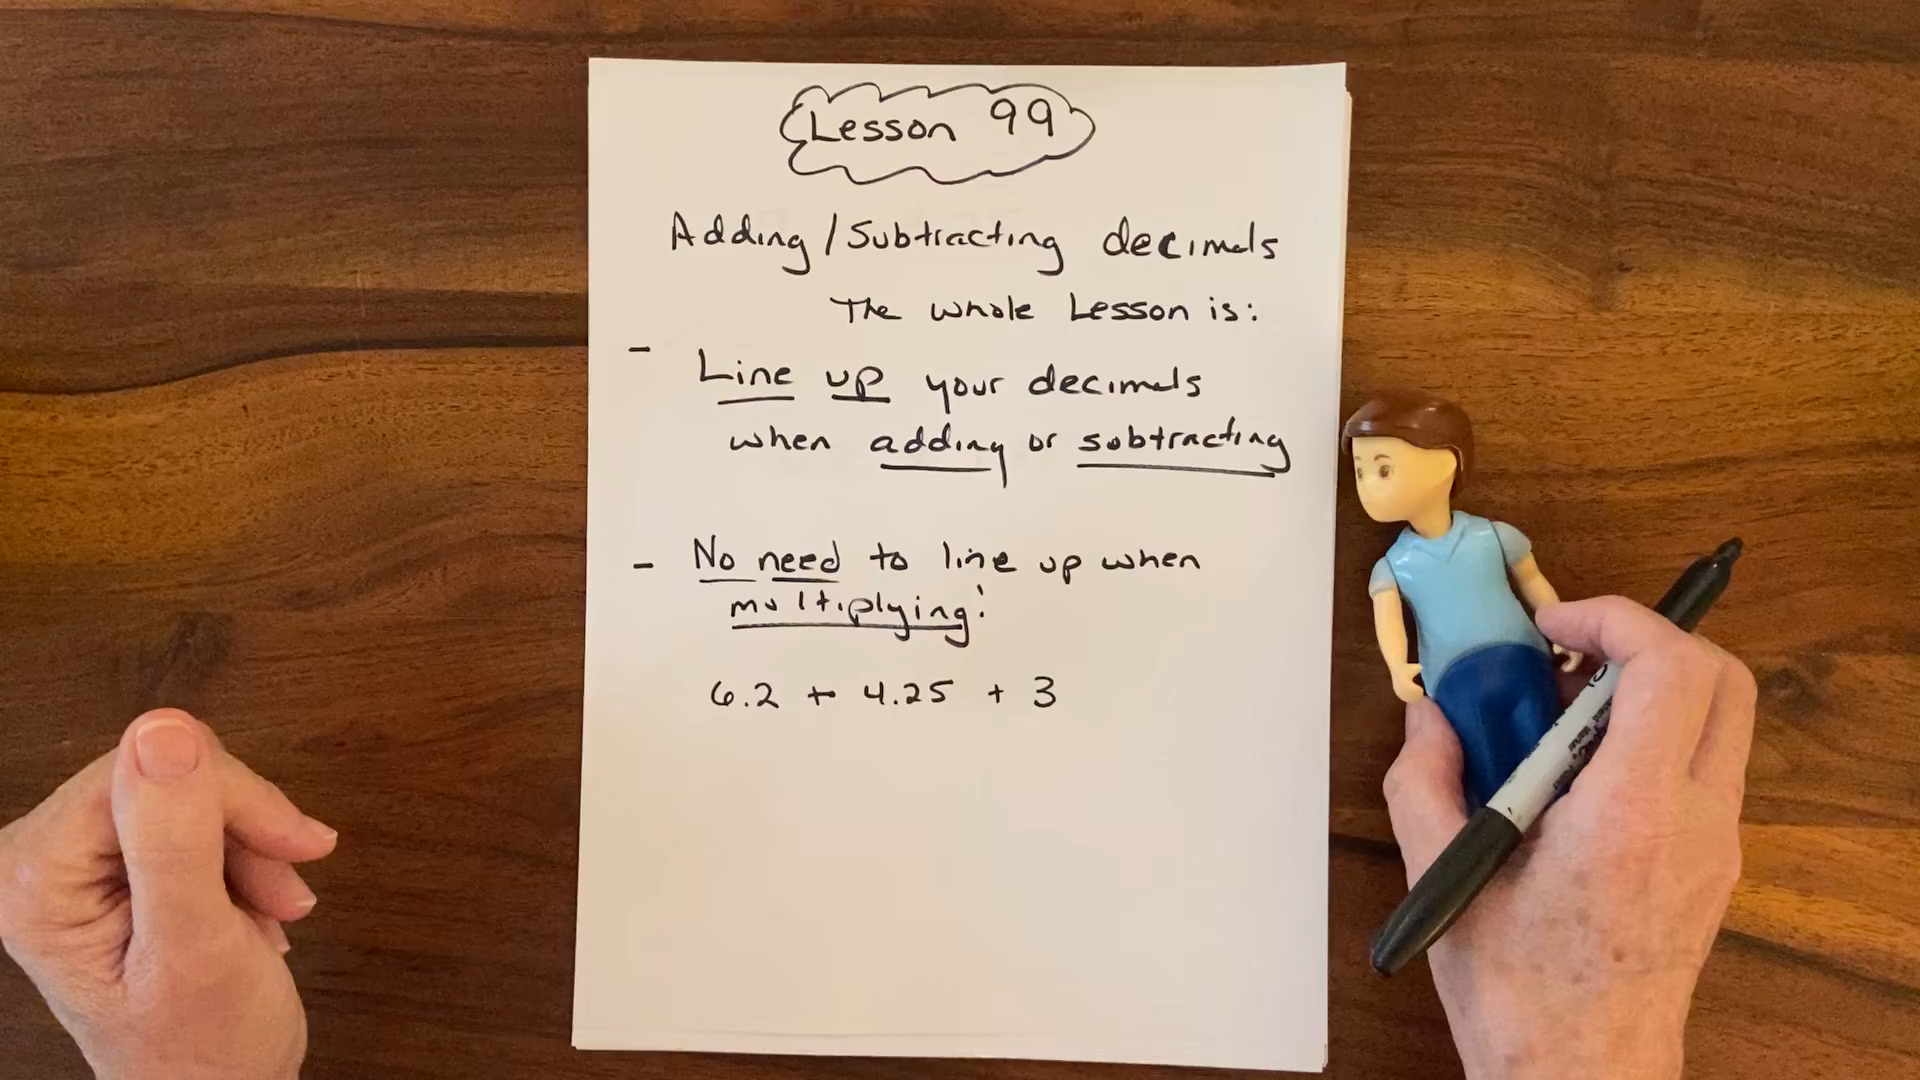 Lesson 99
Adding/Subtracting decimals
The whole Lesson is:
- Line up your decimals
when adding or subtracting
- No need to line up when
multiplying!
6.2 + 4.25 + 3